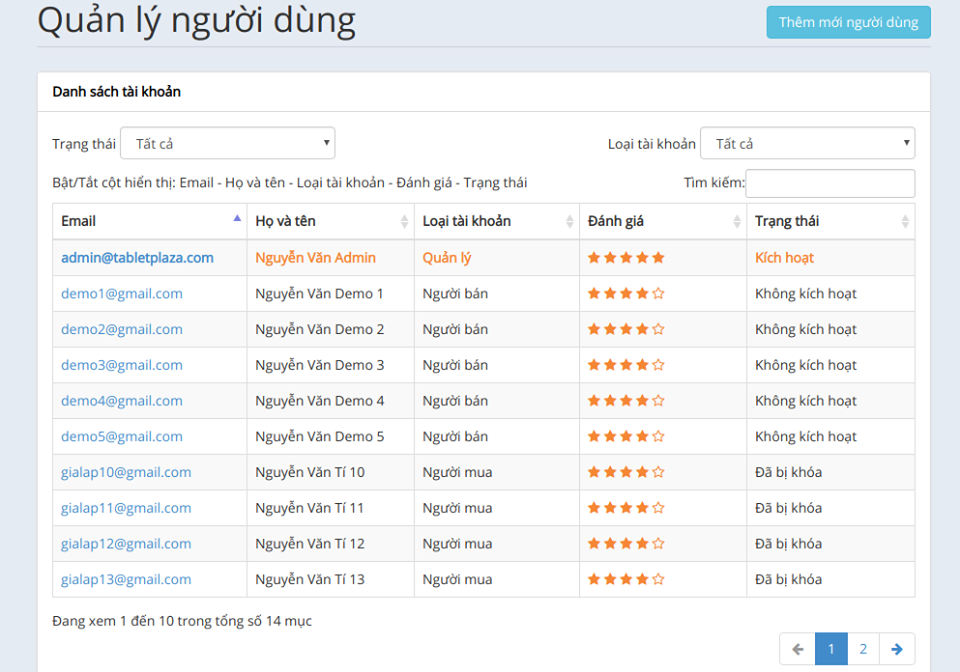 Quản lý người dùng
Thêm mới người dùng
Danh sách tài khoản
Trạng thái Tất cả Loại tài khoản Tất cả
Bật/Tắt cột hiển thị: Email - Họ và tên - Loại tài khoản - Đánh giá - Trạng thái Tìm kiếm:
Email Họ và tên Loại tài khoản Đánh giá Trạng thái
admin@tabletplaza.com Nguyễn Văn Admin Quản lý ★★★★★ Kích hoạt
demo1@gmail.com Nguyễn Văn Demo 1 Người bán ★★★★☆ Không kích hoạt
demo2@gmail.com Nguyễn Văn Demo 2 Người bán ★★★★☆ Không kích hoạt
demo3@gmail.com Nguyễn Văn Demo 3 Người bán ★★★★☆ Không kích hoạt
demo4@gmail.com Nguyễn Văn Demo 4 Người bán ★★★★☆ Không kích hoạt
demo5@gmail.com Nguyễn Văn Demo 5 Người bán ★★★★☆ Không kích hoạt
gialap10@gmail.com Nguyễn Văn Tí 10 Người mua ★★★★☆ Đã bị khóa
gialap11@gmail.com Nguyễn Văn Tí 11 Người mua ★★★★☆ Đã bị khóa
gialap12@gmail.com Nguyễn Văn Tí 12 Người mua ★★★★☆ Đã bị khóa
gialap13@gmail.com Nguyễn Văn Tí 13 Người mua ★★★★☆ Đã bị khóa
Đang xem 1 đến 10 trong tổng số 14 mục
← 1 2 →